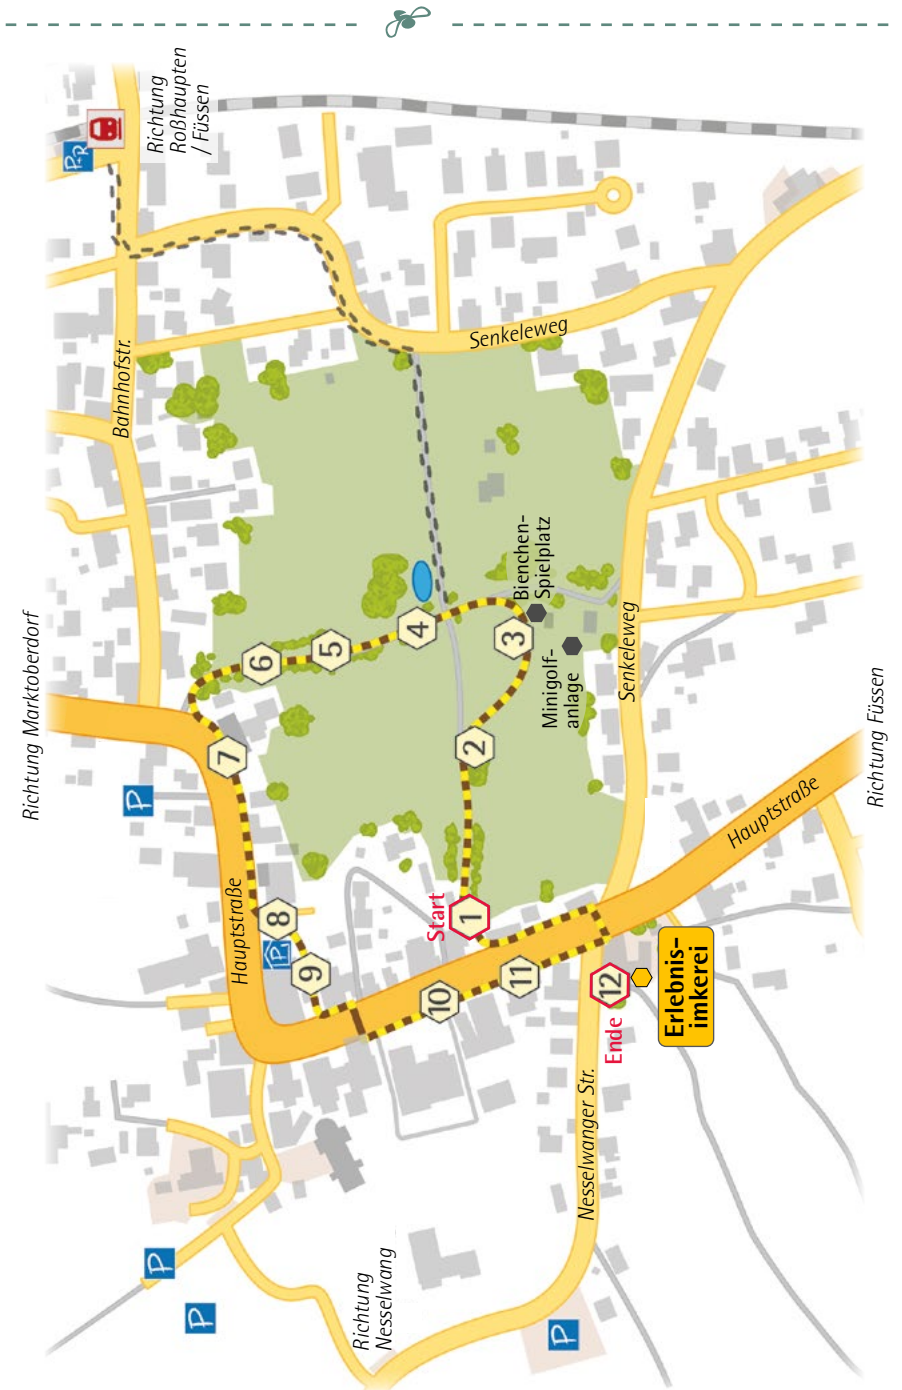 Richtung Marktoberdorf
Richtung
Roßhaupten
/ Füssen
P+R
Bahnhofstr.
Senkeleweg
Bienchen-
Spielplatz
Minigolf-
anlage
Senkeleweg
Richtung Füssen
Hauptstraße
Hauptstraße
P
P
Start
1
2
3
4
5
6
7
8
9
10
11
12
Ende
Erlebnis-
imkerei
Nesselwanger Str.
Richtung
Nesselwang
P
P
P